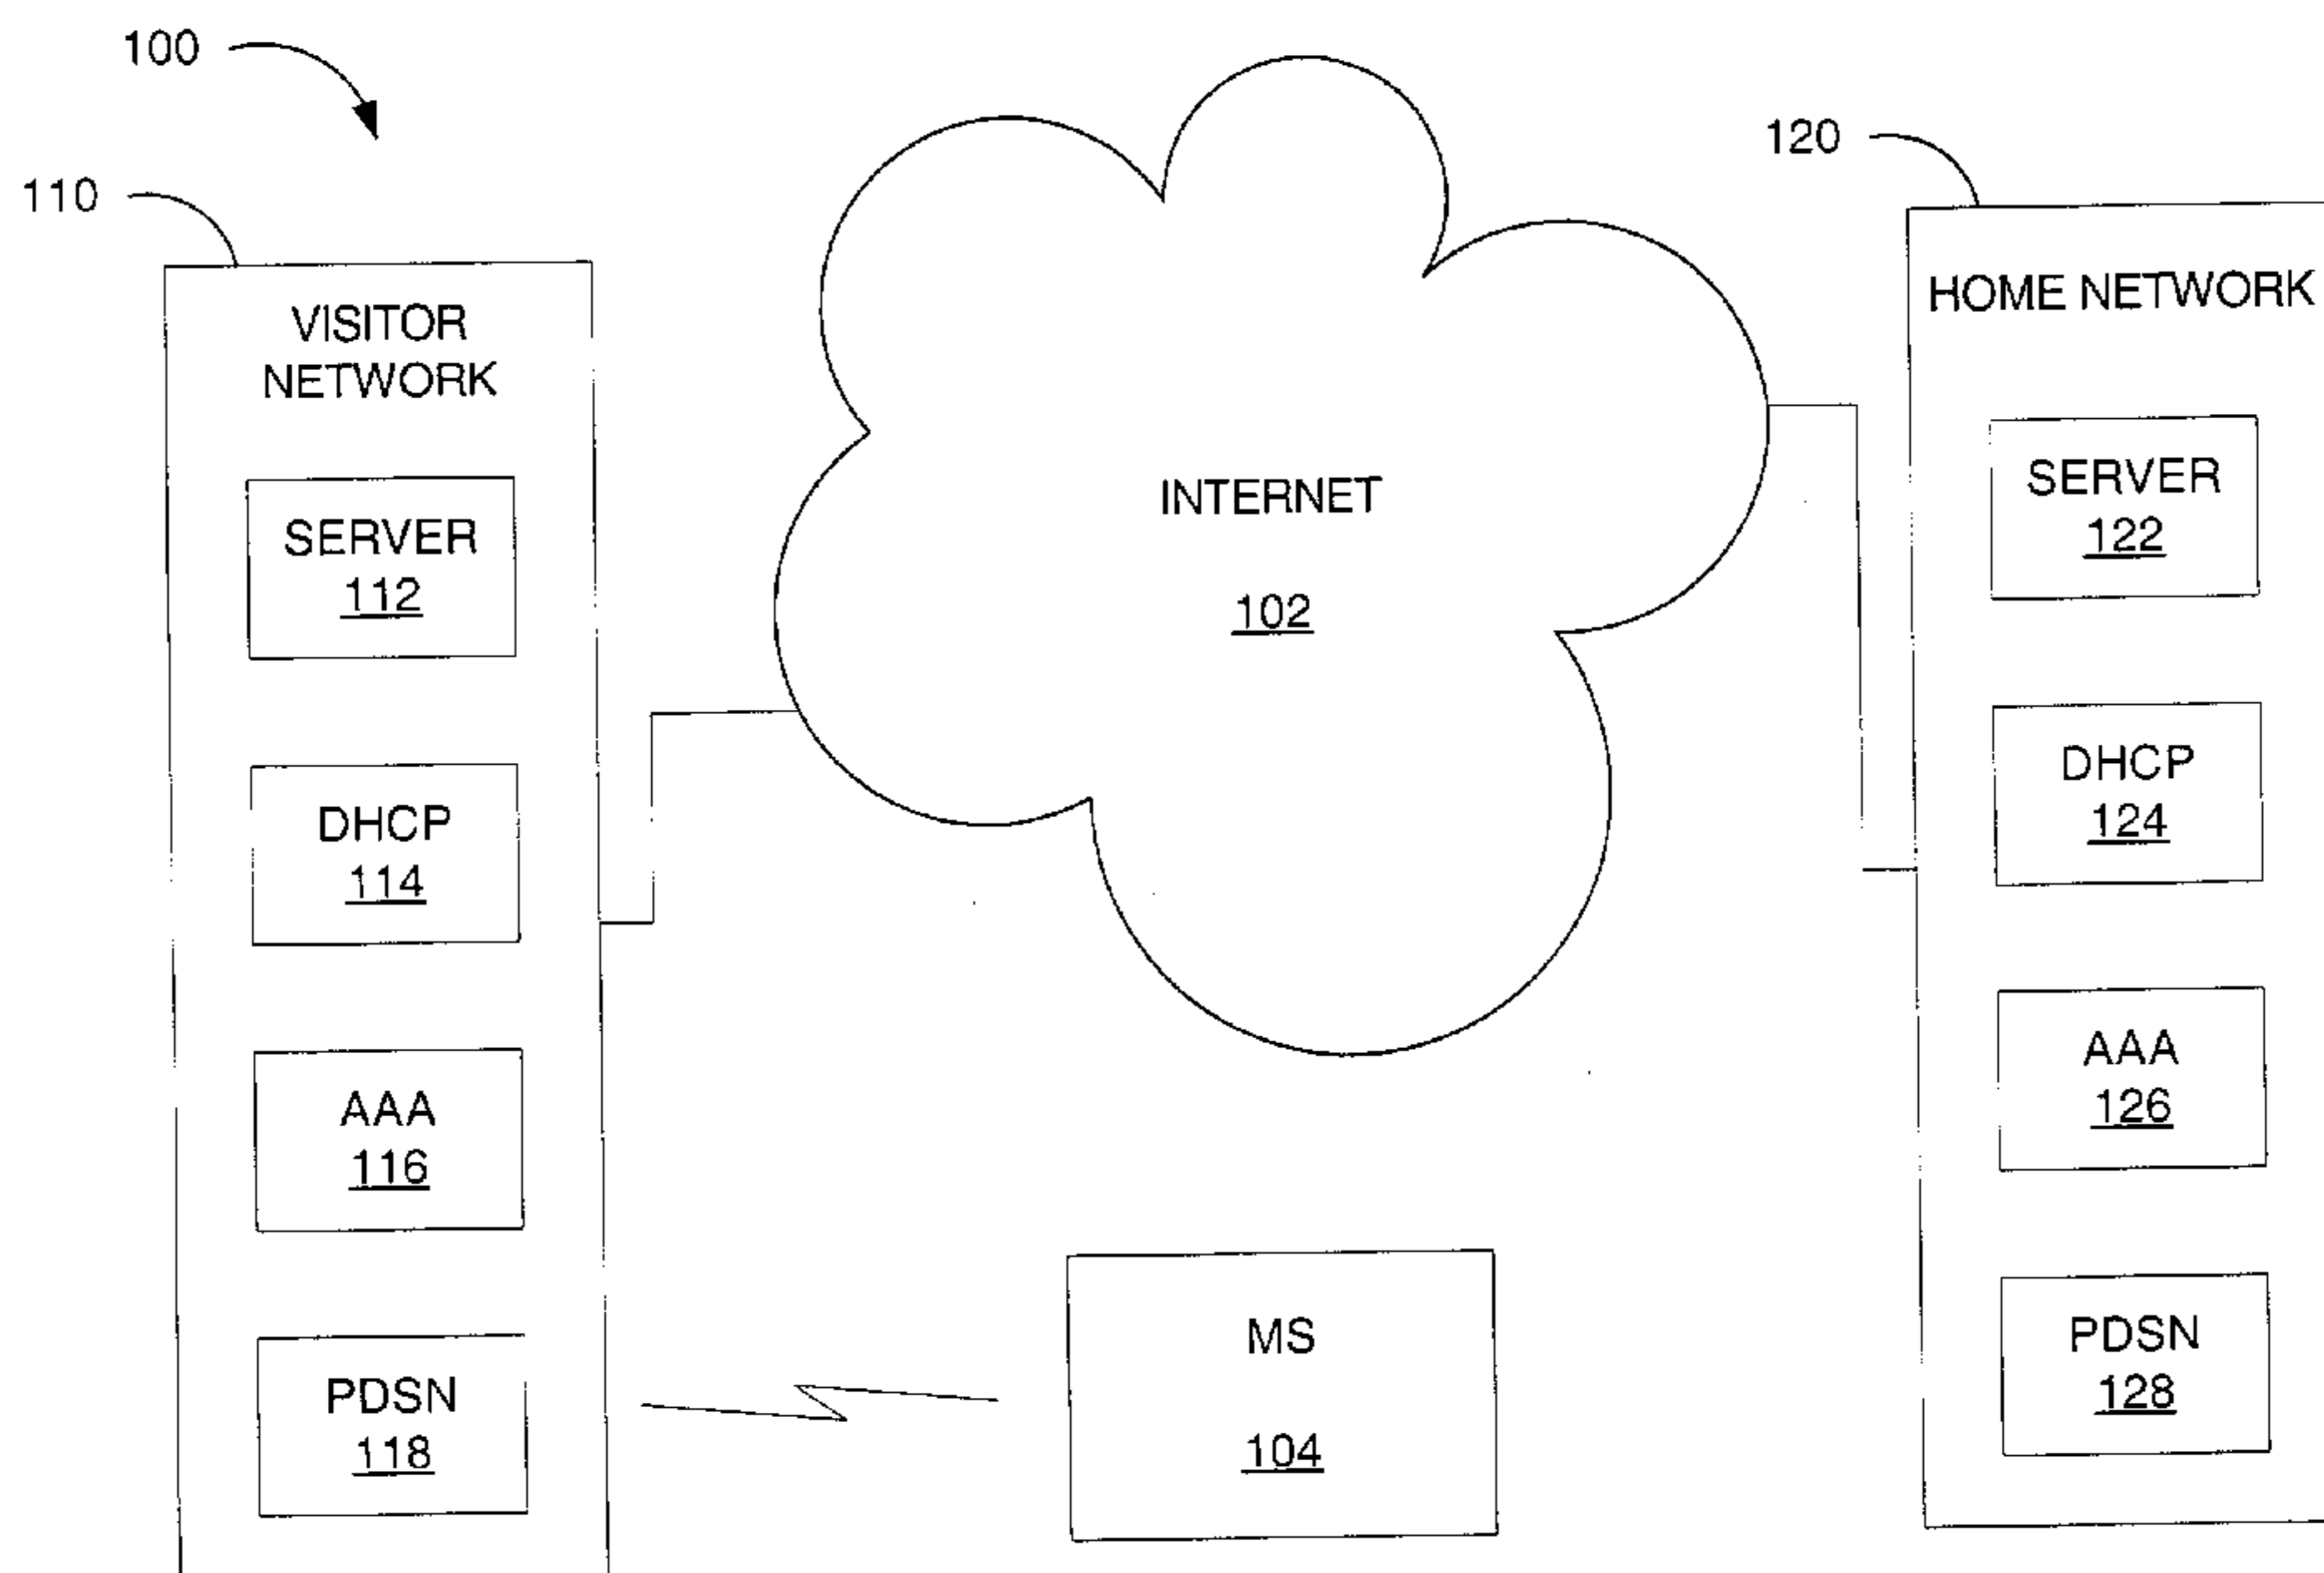 100
110
VISITOR
NETWORK
SERVER
112
DHCP
114
AAA
116
PDSN
118
INTERNET
102
MS
104
120
HOME NETWORK
SERVER
122
DHCP
124
AAA
126
PDSN
128